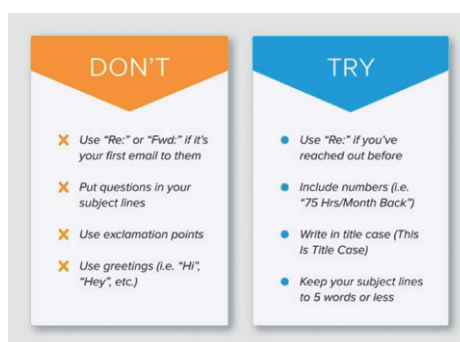 DON'T
Use "Re:" or "Fwd:" if it's
your first email to them
Put questions in your
subject lines
Use exclamation points
Use greetings (i.e. "Hi",
"Hey", etc.)
TRY
Use "Re:" if you've
reached out before
Include numbers (i.e.
"75 Hrs/Month Back")
Write in title case (This
Is Title Case)
Keep your subject lines
to 5 words or less